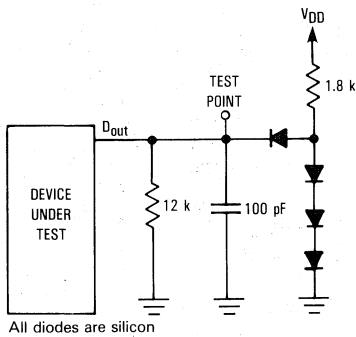 VDD
1.8 k
TEST
POINT
Dout
DEVICE
UNDER
TEST
12 k
100 pF
All diodes are silicon